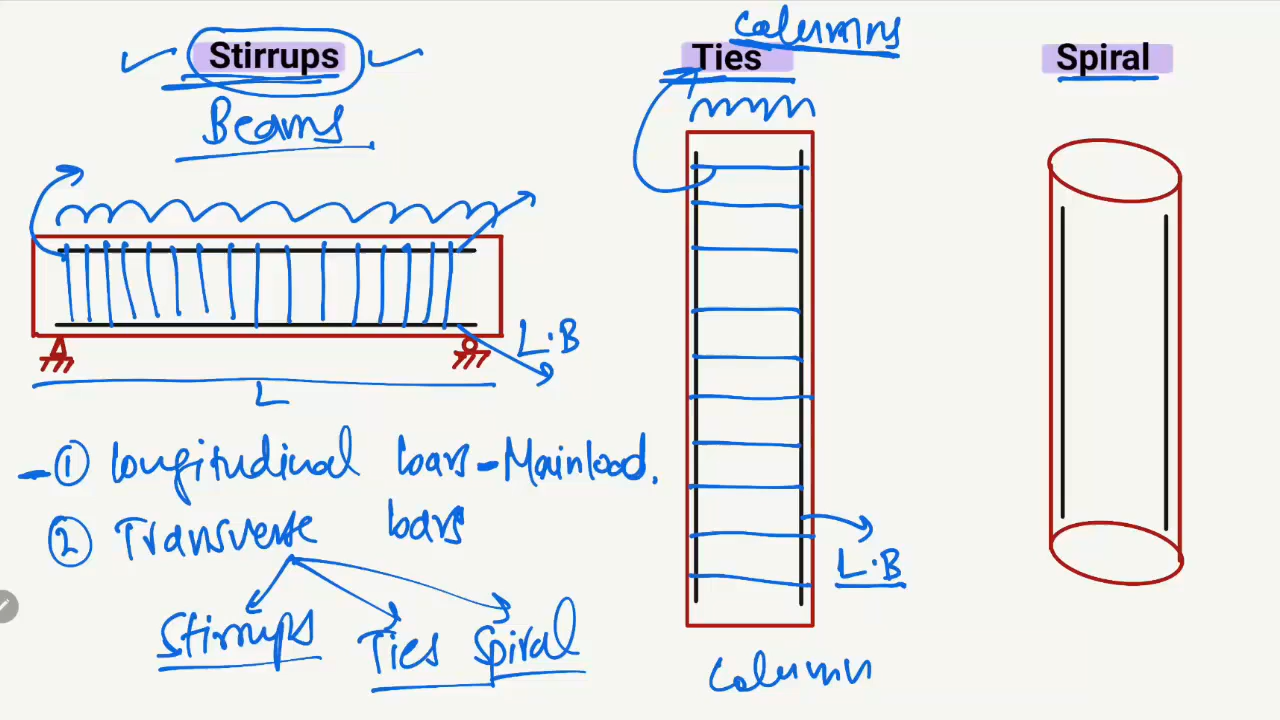 Stirrups
Beams
L.B
L
① Longitudinal bars - Mainload.
② Transverse bars
Stirrups Ties Spiral
columns
Ties
L.B
column
Spiral